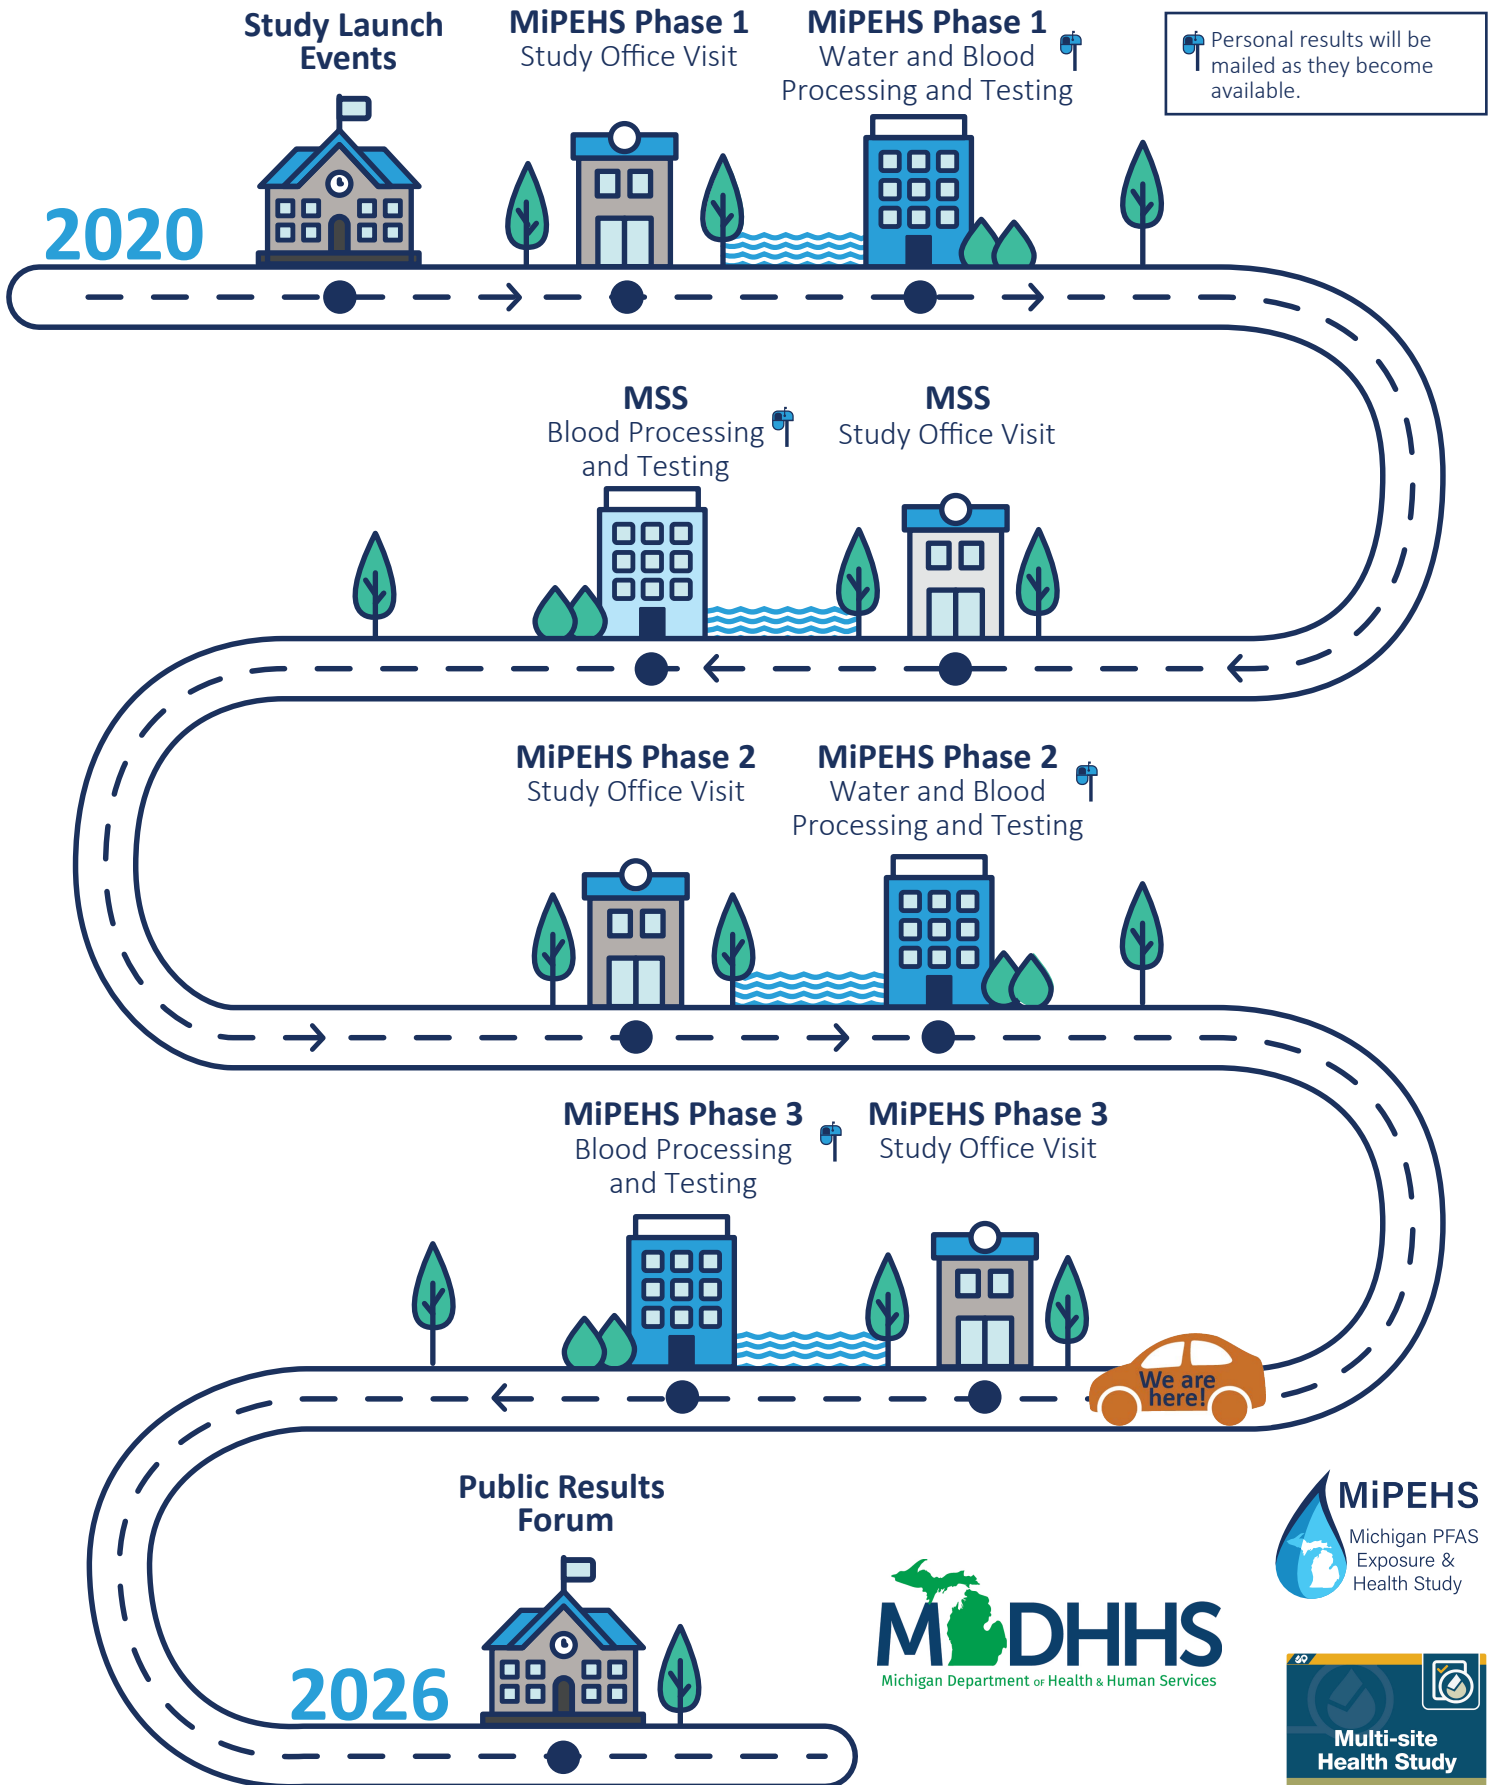 Study Launch
Events
MiPEHS Phase 1
Study Office Visit
MiPEHS Phase 1
Water and Blood
Processing and Testing
Personal results will be
mailed as they become
available.
2020
MSS
Blood Processing
and Testing
MSS
Study Office Visit
MiPEHS Phase 2
Study Office Visit
MiPEHS Phase 2
Water and Blood
Processing and Testing
MiPEHS Phase 3
Blood Processing
and Testing
MiPEHS Phase 3
Study Office Visit
We are
here!
Public Results
Forum
2026
MDHHS
Michigan Department OF Health & Human Services
MiPEHS
Michigan PFAS
Exposure &
Health Study
Multi-site
Health Study